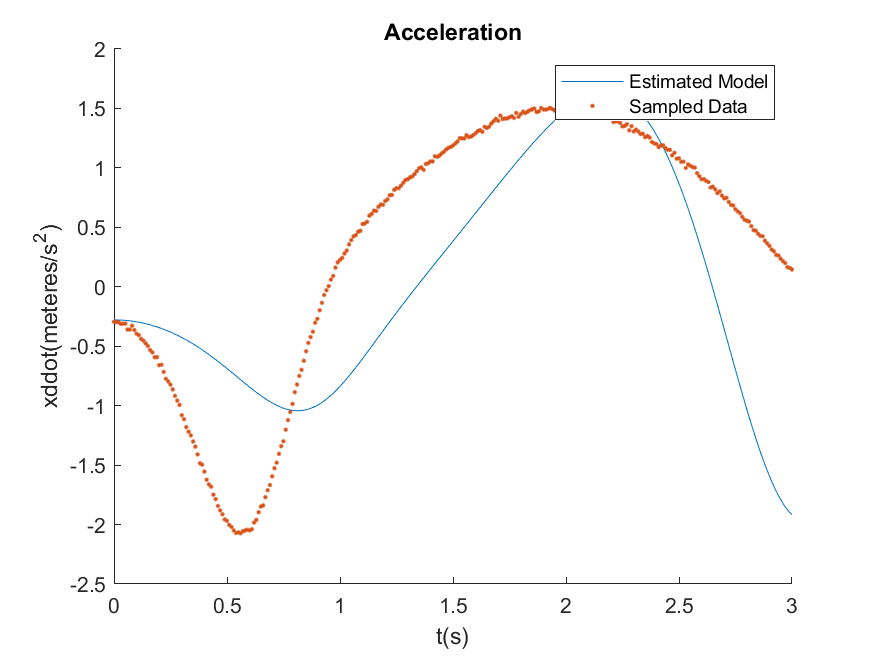 Acceleration
2
1.5
1
0.5
0
-0.5
-1
-1.5
-2
-2.5
xddot(meteres/s^2)
Estimated Model
Sampled Data
0 0.5 1 1.5 2 2.5 3
t(s)